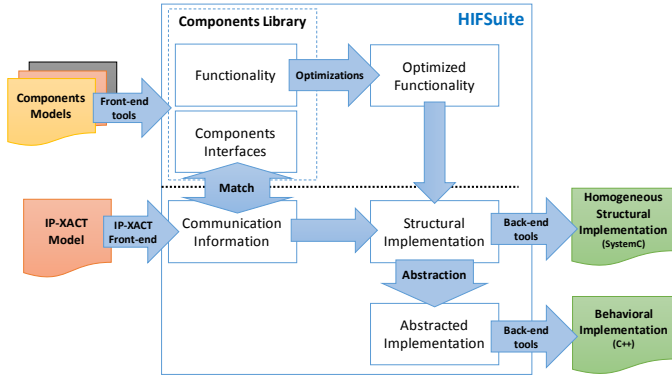 Components Library
HIFSuite
Functionality
Optimizations
Optimized
Functionality
Components
Models
Front-end
tools
Components
Interfaces
Match
IP-XACT
Model
IP-XACT
Front-end
Communication
Information
Structural
Implementation
Back-end
tools
Homogeneous
Structural
Implementation
(SystemC)
Abstraction
Abstracted
Implementation
Back-end
tools
Behavioral
Implementation
(C++)